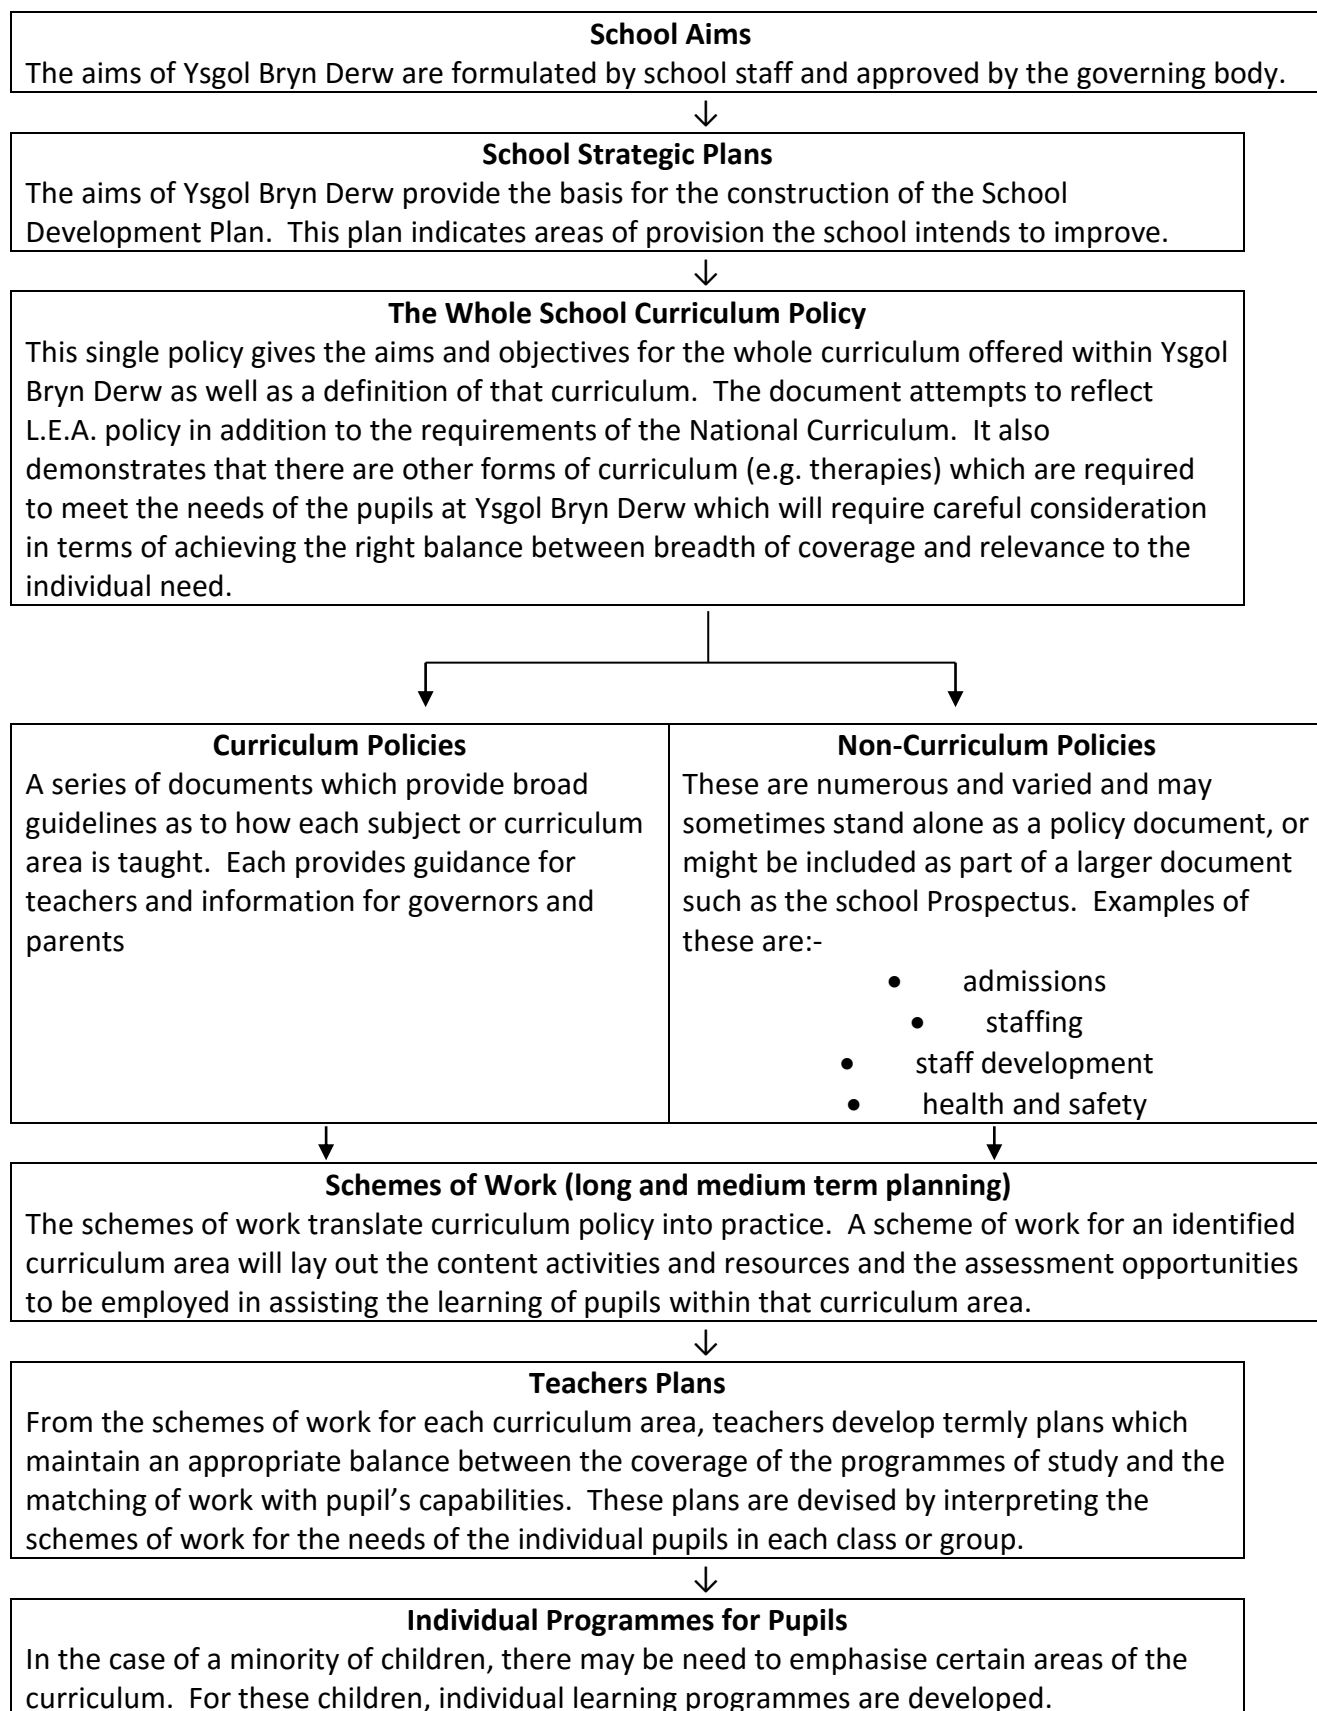 School Aims
The aims of Ysgol Bryn Derw are formulated by school staff and approved by the governing body.
↓
School Strategic Plans
The aims of Ysgol Bryn Derw provide the basis for the construction of the School
Development Plan.  This plan indicates areas of provision the school intends to improve.
↓
The Whole School Curriculum Policy
This single policy gives the aims and objectives for the whole curriculum offered within Ysgol
Bryn Derw as well as a definition of that curriculum.  The document attempts to reflect
L.E.A. policy in addition to the requirements of the National Curriculum.  It also
demonstrates that there are other forms of curriculum (e.g. therapies) which are required
to meet the needs of the pupils at Ysgol Bryn Derw which will require careful consideration
in terms of achieving the right balance between breadth of coverage and relevance to the
individual need.
Curriculum Policies
A series of documents which provide broad
guidelines as to how each subject or curriculum
area is taught.  Each provides guidance for
teachers and information for governors and
parents
Non-Curriculum Policies
These are numerous and varied and may
sometimes stand alone as a policy document, or
might be included as part of a larger document
such as the school Prospectus.  Examples of
these are:-
• admissions
• staffing
• staff development
• health and safety
Schemes of Work (long and medium term planning)
The schemes of work translate curriculum policy into practice.  A scheme of work for an identified
curriculum area will lay out the content activities and resources and the assessment opportunities
to be employed in assisting the learning of pupils within that curriculum area.
↓
Teachers Plans
From the schemes of work for each curriculum area, teachers develop termly plans which
maintain an appropriate balance between the coverage of the programmes of study and the
matching of work with pupil’s capabilities.  These plans are devised by interpreting the
schemes of work for the needs of the individual pupils in each class or group.
↓
Individual Programmes for Pupils
In the case of a minority of children, there may be need to emphasise certain areas of the
curriculum.  For these children, individual learning programmes are developed.